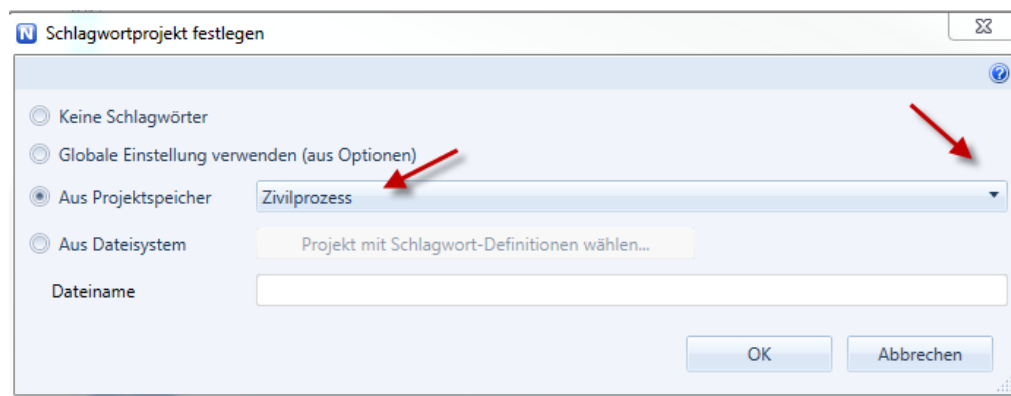 N Schlagwortprojekt festlegen
Keine Schlagwörter
Globale Einstellung verwenden (aus Optionen)
Aus Projektspeicher Zivilprozess
Aus Dateisystem Projekt mit Schlagwort-Definitionen wählen...
Dateiname
OK Abbrechen